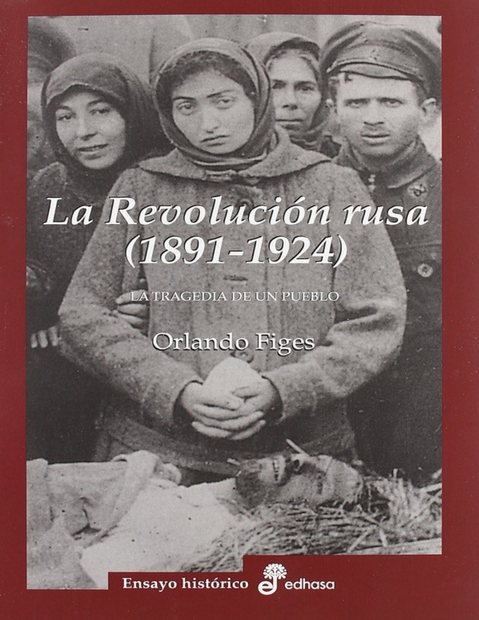 La Revolución rusa
(1891-1924)
LA TRAGEDIA DE UN PUEBLO
Orlando Figes
Ensayo histórico edhasa